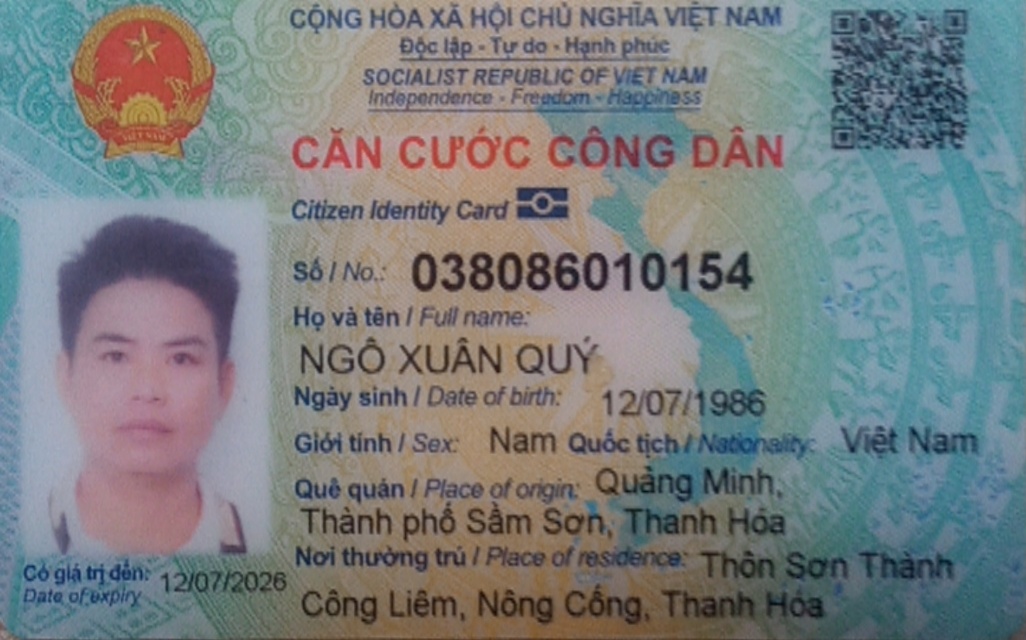 CỘNG HÒA XÃ HỘI CHỦ NGHĨA VIỆT NAM
Độc lập - Tự do - Hạnh phúc
SOCIALIST REPUBLIC OF VIET NAM
Independence - Freedom - Happiness
CĂN CƯỚC CÔNG DÂN
Citizen Identity Card
Số / No.: 038086010154
Họ và tên / Full name:
NGÔ XUÂN QUÝ
Ngày sinh / Date of birth: 12/07/1986
Giới tính / Sex: Nam Quốc tịch / Nationality: Việt Nam
Quê quán / Place of origin: Quảng Minh,
Thành phố Sầm Sơn, Thanh Hóa
Nơi thường trú / Place of residence: Thôn Sơn Thành
Công Liêm, Nông Cống, Thanh Hóa
Có giá trị đến: 12/07/2026
Date of expiry